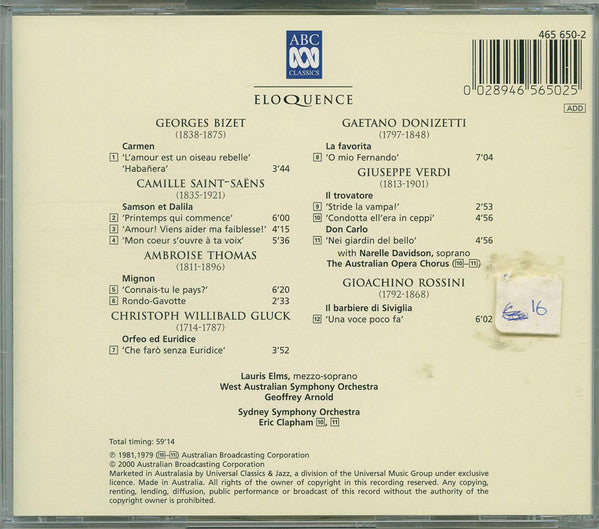 ABC
CLASSICS
ELOQUENCE
465 650-2
0 028946 565025
ADD
GEORGES BIZET
(1838-1875)
Carmen
1 ‘L’amour est un oiseau rebelle’
‘Habañera’ 3’44
CAMILLE SAINT-SAËNS
(1835-1921)
Samson et Dalila
2 ‘Printemps qui commence’ 6’00
3 ‘Amour! Viens aider ma faiblesse!’ 4’15
4 ‘Mon coeur s’ouvre à ta voix’ 5’36
AMBROISE THOMAS
(1811-1896)
Mignon
5 ‘Connais-tu le pays?’ 6’20
6 Rondo-Gavotte 2’33
CHRISTOPH WILLIBALD GLUCK
(1714-1787)
Orfeo ed Euridice
7 ‘Che farò senza Euridice’ 3’52
GAETANO DONIZETTI
(1797-1848)
La favorita
8 ‘O mio Fernando’ 7’04
GIUSEPPE VERDI
(1813-1901)
Il trovatore
9 ‘Stride la vampa!’ 2’53
10 ‘Condotta ell’era in ceppi’ 4’56
Don Carlo
11 ‘Nei giardin del bello’ 4’56
with Narelle Davidson, soprano
The Australian Opera Chorus (10-11)
GIOACHINO ROSSINI
(1792-1868)
Il barbiere di Siviglia
12 ‘Una voce poco fa’ 6’02
16
Lauris Elms, mezzo-soprano
West Australian Symphony Orchestra
Geoffrey Arnold
Sydney Symphony Orchestra
Eric Clapham 10, 11
Total timing: 59’14
℗ 1981,1979 (10-11) Australian Broadcasting Corporation
© 2000 Australian Broadcasting Corporation
Marketed in Australasia by Universal Classics & Jazz, a division of the Universal Music Group under exclusive
licence. Made in Australia. All rights of the owner of copyright in this recording reserved. Any copying,
renting, lending, diffusion, public performance or broadcast of this record without the authority of the
copyright owner is prohibited.